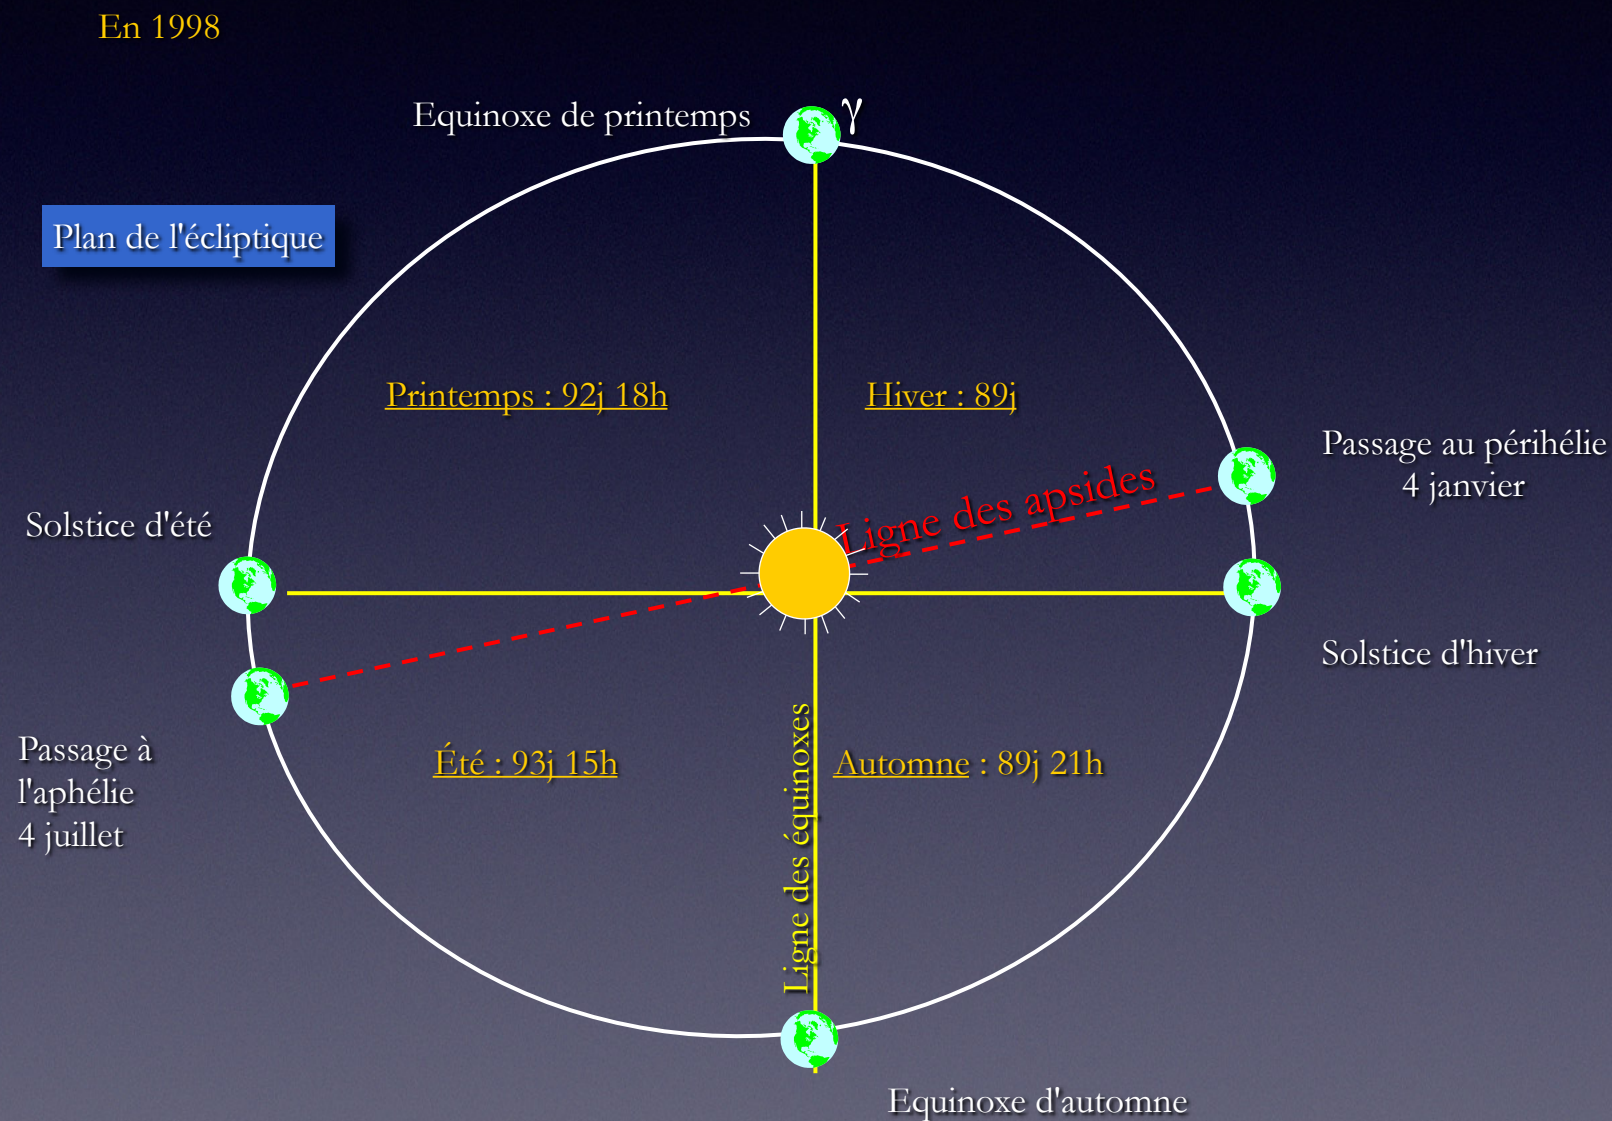 En 1998
Equinoxe de printemps
γ
Plan de l'écliptique
Printemps : 92j 18h
Hiver : 89j
Passage au périhélie
4 janvier
Ligne des apsides
Solstice d'été
Solstice d'hiver
Passage à
l'aphélie
4 juillet
Été : 93j 15h
Ligne des équinoxes
Automne : 89j 21h
Equinoxe d'automne